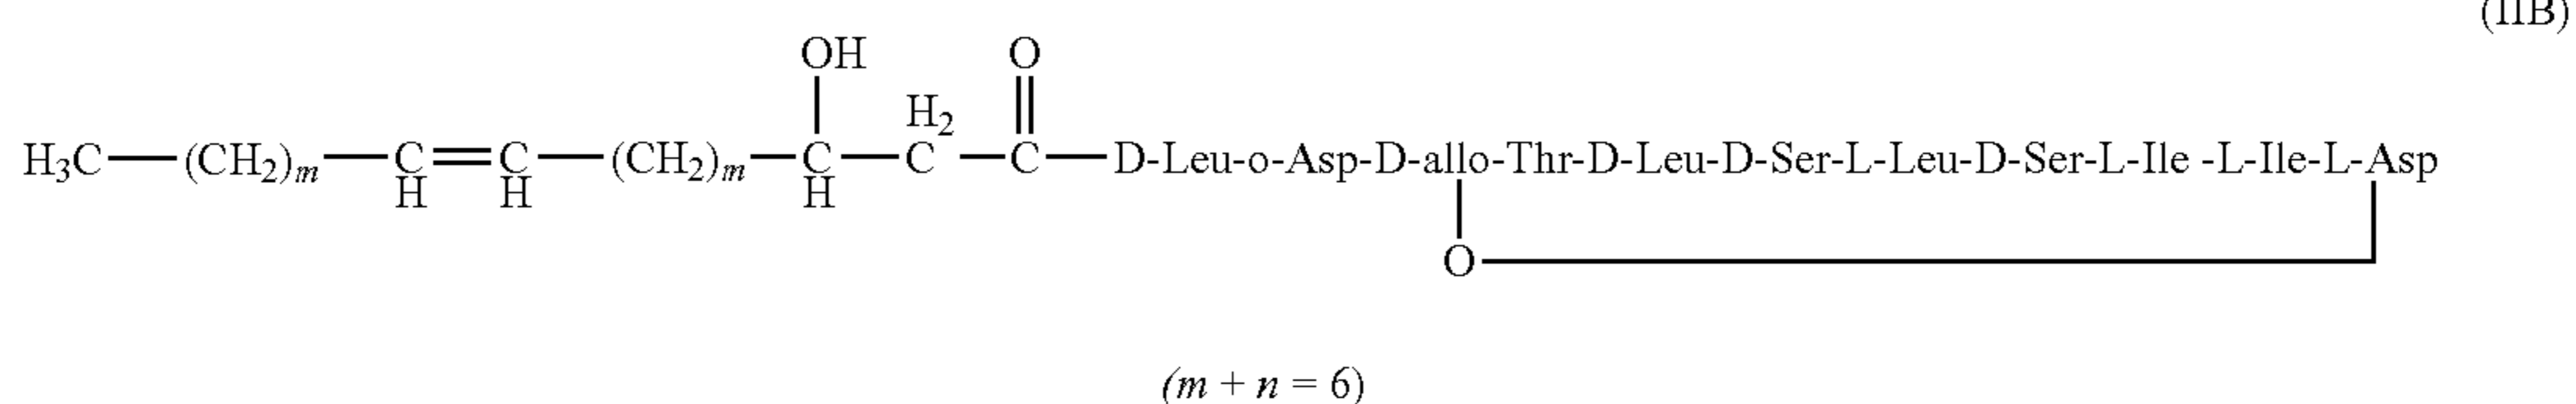 (IIB)
OH O
H2
H3C—(CH2)m—C=C—(CH2)m—C—C—C—D-Leu-o-Asp-D-allo-Thr-D-Leu-D-Ser-L-Leu-D-Ser-L-Ile -L-Ile-L-Asp
H H H
O
(m + n = 6)